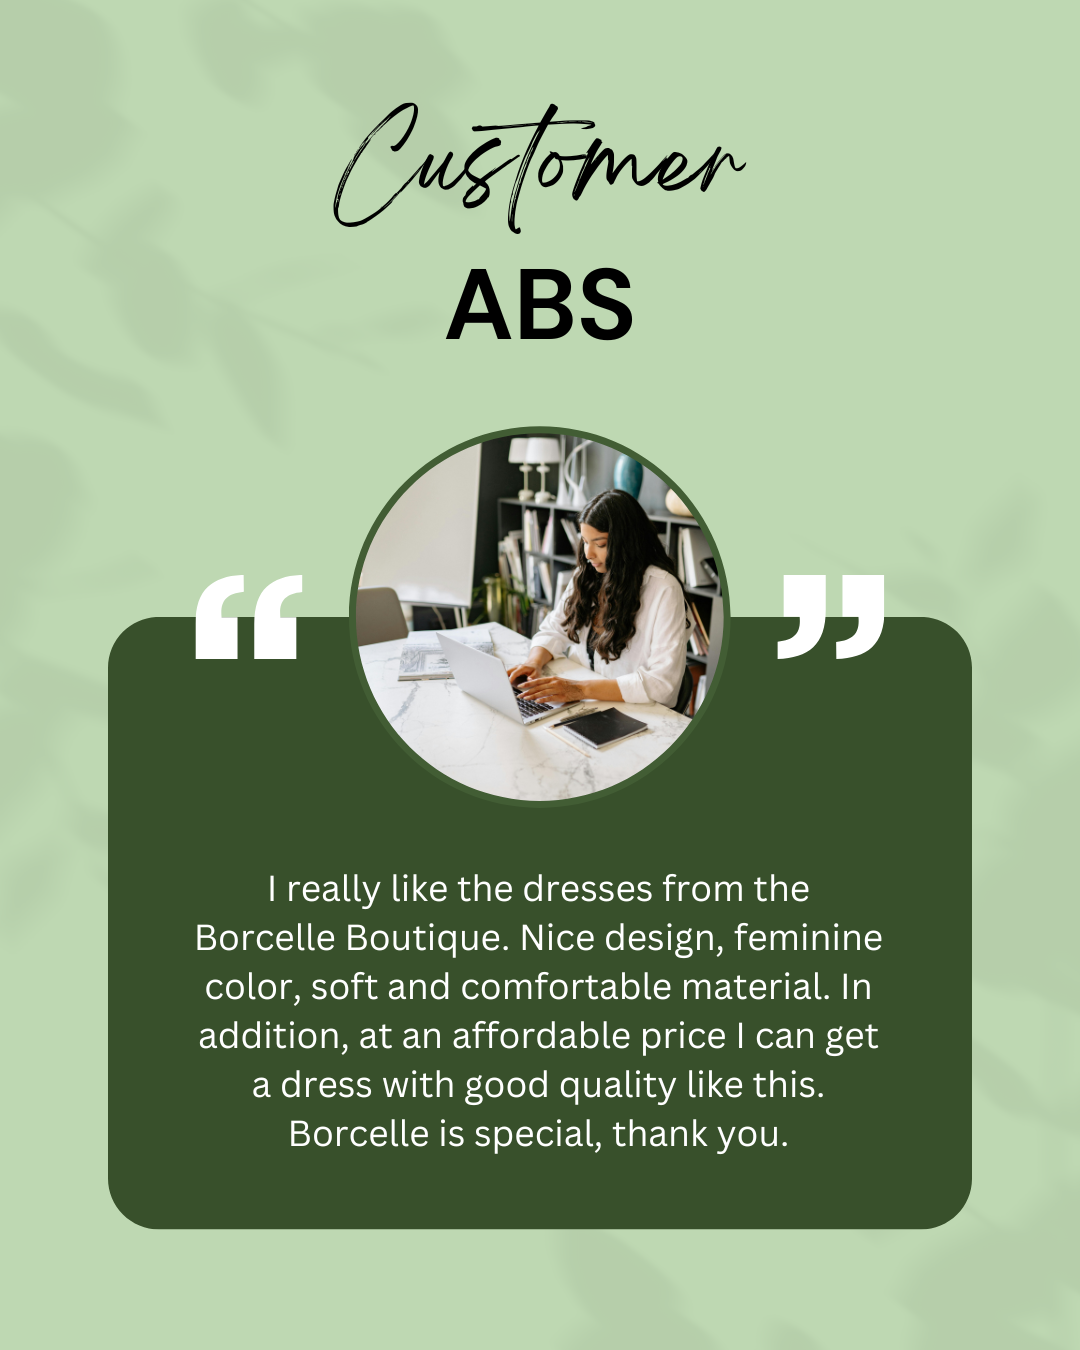 Customer
ABS
“ ”
I really like the dresses from the
Borcelle Boutique. Nice design, feminine
color, soft and comfortable material. In
addition, at an affordable price I can get
a dress with good quality like this.
Borcelle is special, thank you.